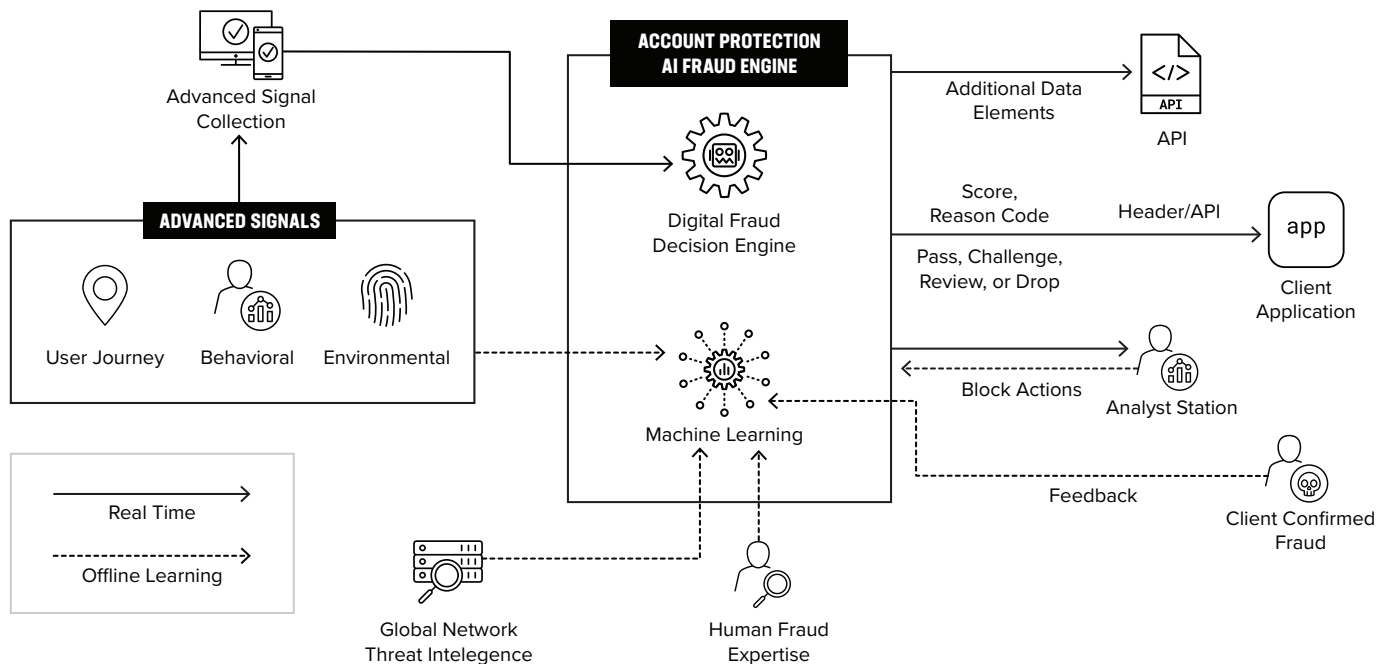 Advanced Signal
Collection
ADVANCED SIGNALS
User Journey
Behavioral
Environmental
Real Time
Offline Learning
ACCOUNT PROTECTION
AI FRAUD ENGINE
Digital Fraud
Decision Engine
Machine Learning
Global Network
Threat Intelegence
Human Fraud
Expertise
Additional Data
Elements
</>
API
API
Score,
Reason Code
Header/API
Pass, Challenge,
Review, or Drop
app
Client
Application
Block Actions
Analyst Station
Feedback
Client Confirmed
Fraud